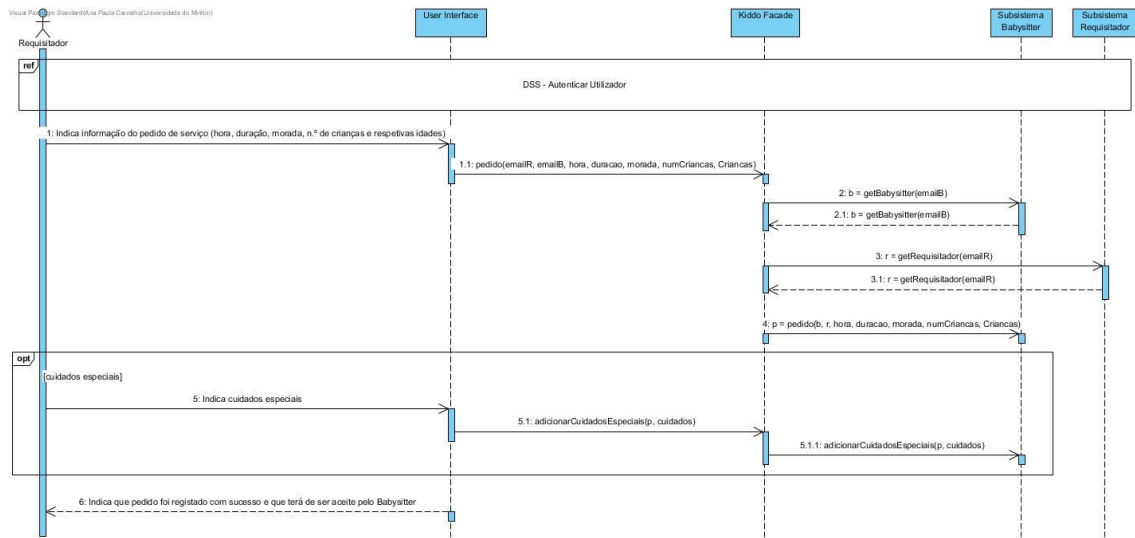 Visual Paradigm Standard(Ana Paula Carvalho(Universidade do Minho))
Requisitador
User Interface
Kiddo Facade
Subsistema
Babysitter
Subsistema
Requisitador
ref
DSS - Autenticar Utilizador
1: Indica informação do pedido de serviço (hora, duração, morada, n.º de crianças e respetivas idades)
1.1: pedido(emailR, emailB, hora, duracao, morada, numCriancas, Criancas)
2: b = getBabysitter(emailB)
2.1: b = getBabysitter(emailB)
3: r = getRequisitador(emailR)
3.1: r = getRequisitador(emailR)
4: p = pedido(b, r, hora, duracao, morada, numCriancas, Criancas)
opt
[cuidados especiais]
5: Indica cuidados especiais
5.1: adicionarCuidadosEspeciais(p, cuidados)
5.1.1: adicionarCuidadosEspeciais(p, cuidados)
6: Indica que pedido foi registado com sucesso e que terá de ser aceite pelo Babysitter